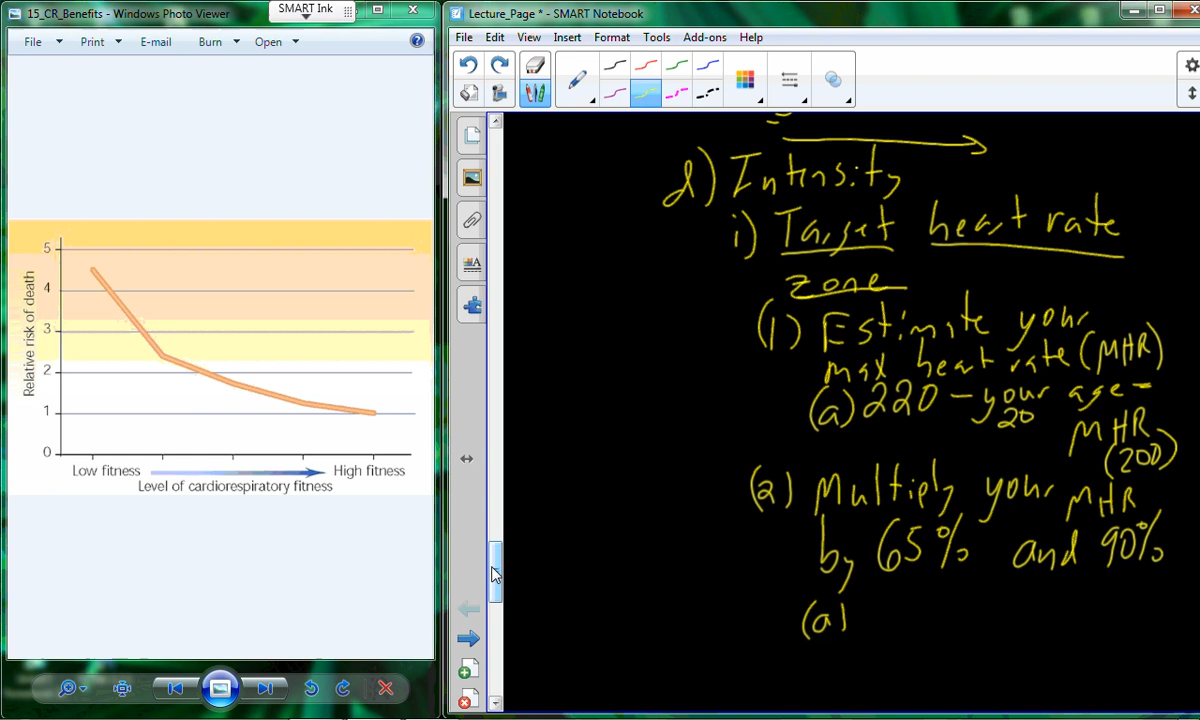 15_CR_Benefits - Windows Photo Viewer
SMART Ink
File Print E-mail Burn Open
Relative risk of death
5
4
3
2
1
0
Low fitness High fitness
Level of cardiorespiratory fitness
Lecture_Page * - SMART Notebook
File Edit View Insert Format Tools Add-ons Help
d) Intensity
i) Target heart rate
zone
(1) Estimate your
max heart rate (MHR)
(a) 220 - your age =
20
MHR
(200)
(2) Multiply your MHR
by 65% and 90%
(a)